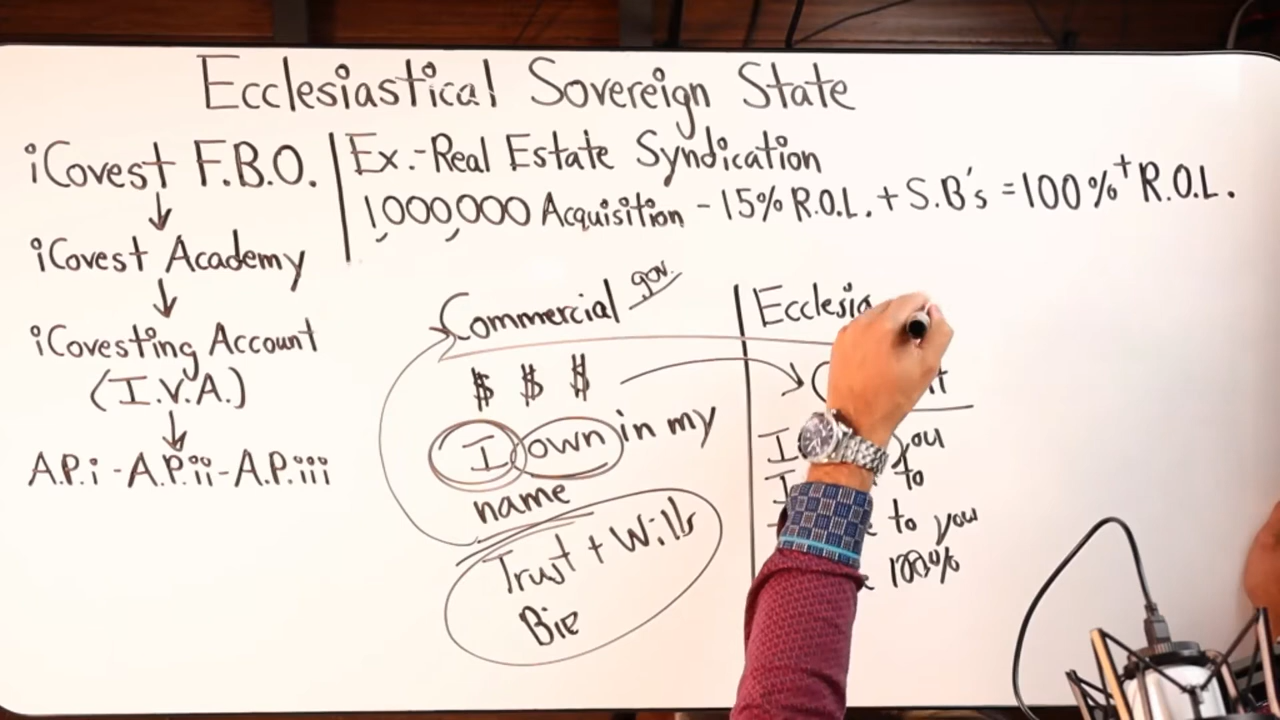 Ecclesiastical Sovereign State
iCovest F.B.O.
iCovest Academy
iCovesting Account
(I.V.A.)
A.P.i - A.P.ii - A.P.iii
Ex.-Real Estate Syndication
1,000,000 Acquisition - 15% R.O.L. + S.B's = 100%+ R.O.L.
Commercial gov.
$ $ $
I own in my
name
Trust + Wills
Biz
Ecclesia
I you
I to
to you
100%